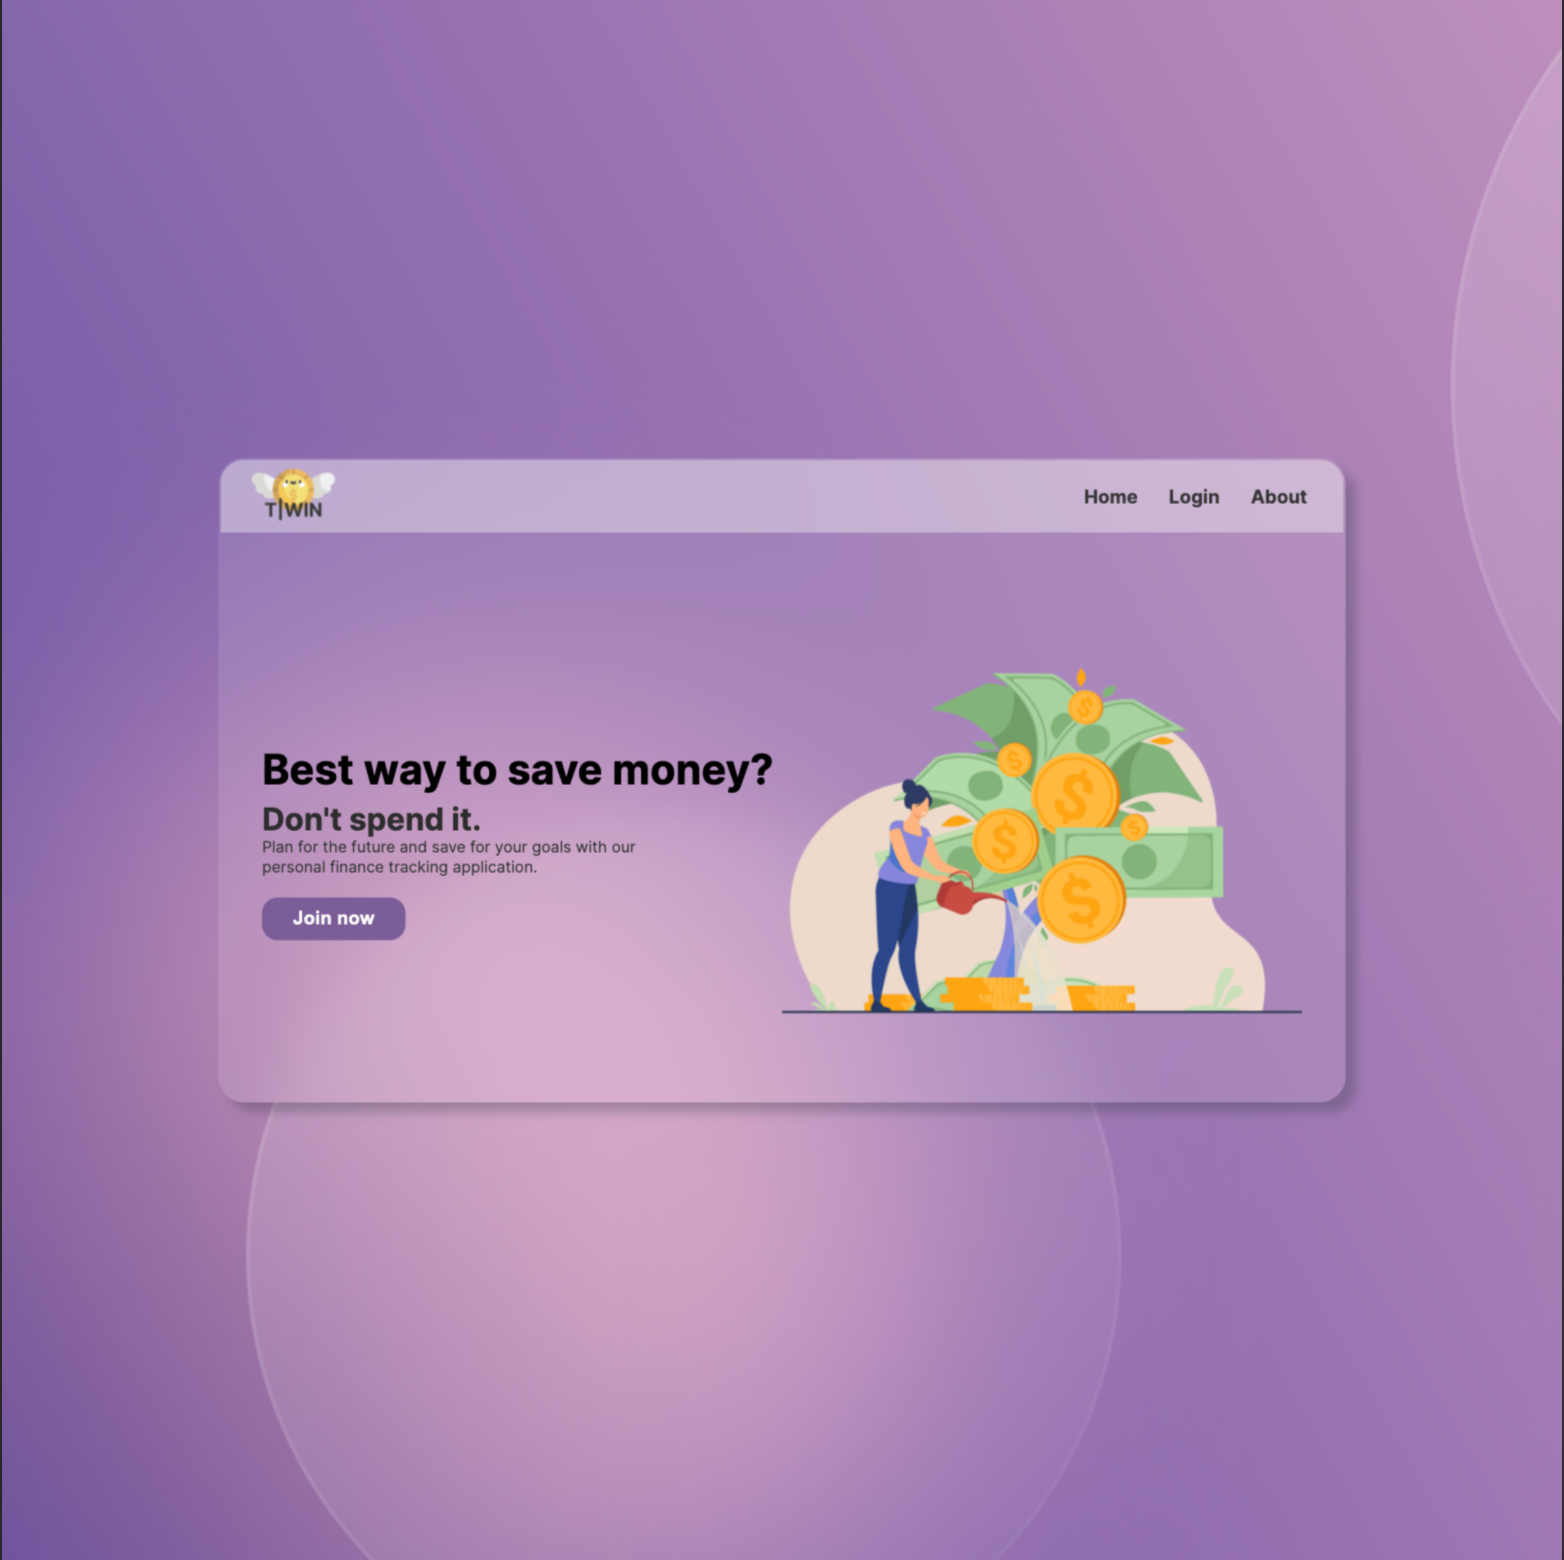 T|WIN
Home Login About
Best way to save money?
Don't spend it.
Plan for the future and save for your goals with our
personal finance tracking application.
Join now
$
$
$
$
$
$